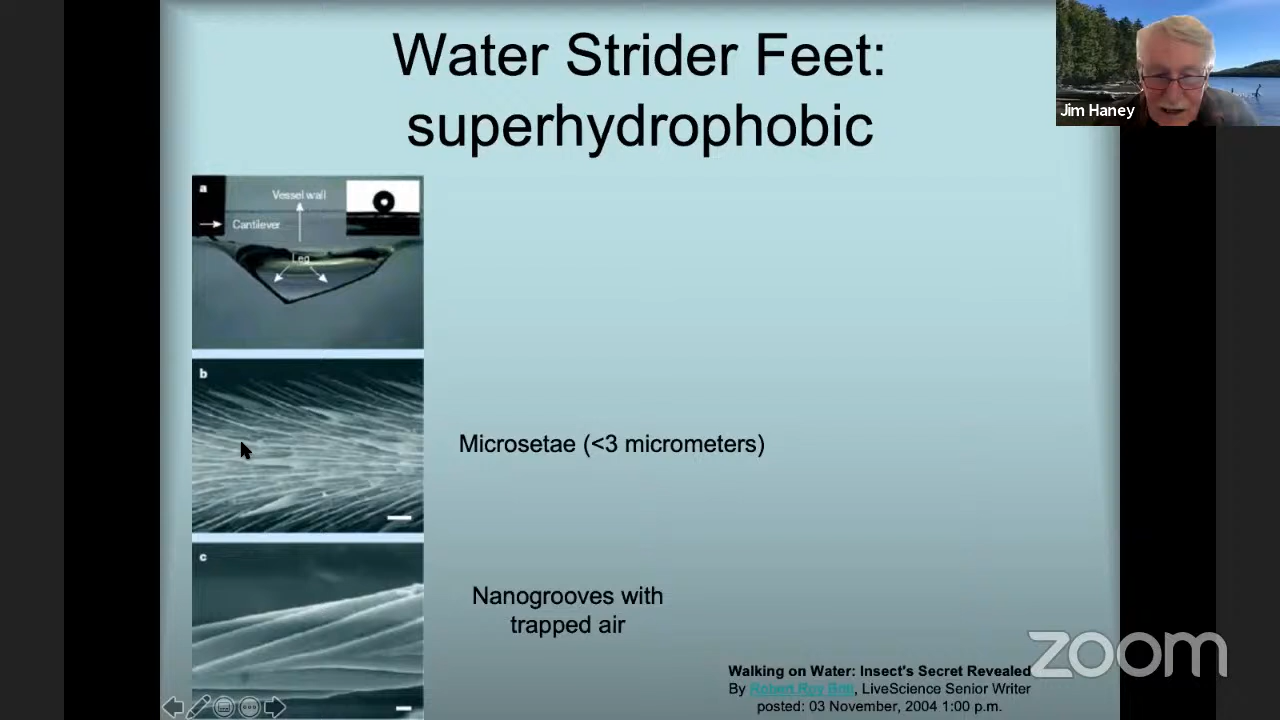 Water Strider Feet:
superhydrophobic
Jim Haney
a
Vessel wall
Cantilever
Leg
b
Microsetae (<3 micrometers)
c
Nanogrooves with
trapped air
Walking on Water: Insect's Secret Revealed
By Robert Roy Britt, LiveScience Senior Writer
posted: 03 November, 2004 1:00 p.m.
zoom